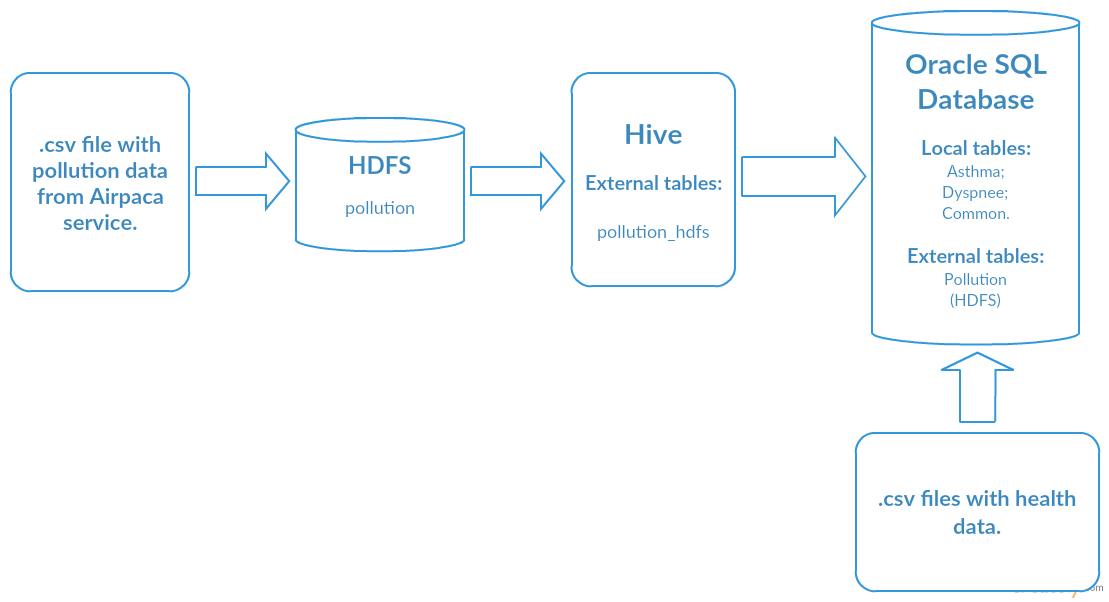 .csv file with
pollution data
from Airpaca
service.
HDFS
pollution
Hive
External tables:
pollution_hdfs
Oracle SQL
Database
Local tables:
Asthma;
Dyspnee;
Common.
External tables:
Pollution
(HDFS)
.csv files with health
data.